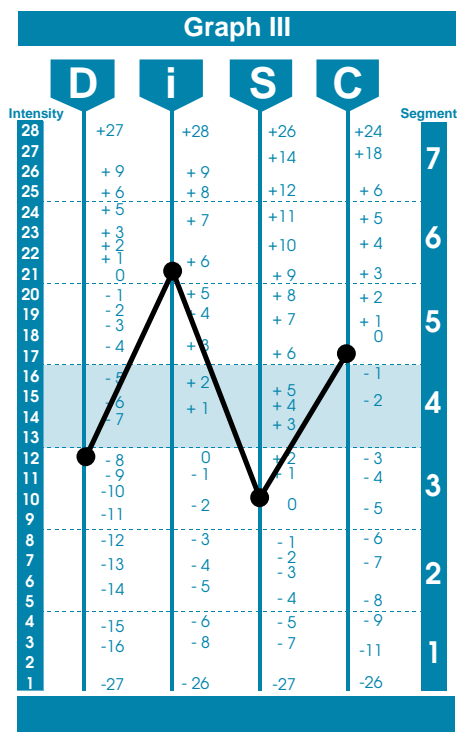 Graph III
D i S C
Intensity Segment
28 +27 +28 +26 +24
27 +14 +18 7
26 + 9 + 9
25 + 6 + 8 +12 + 6
24 + 5 + 7 +11 + 5
23 + 3 6
22 + 2 +10 + 4
+ 1 + 6
21 0 + 9 + 3
20 - 1 + 5 + 8 + 2
19 - 2 + 4 + 7 + 1 5
18 - 3 0
17 - 4 + 3 + 6
16 - 5 + 2 - 1
15 - 6 + 1 + 5 - 2 4
14 - 7 + 4
13 + 3
12 - 8 0 + 2 - 3
11 - 9 - 1 + 1 - 4 3
10 -10 - 2 0 - 5
9 -11
8 -12 - 3 - 1 - 6
7 -13 - 4 - 2 - 7 2
6 -14 - 5 - 3
5 - 4 - 8
4 -15 - 6 - 5 - 9
3 -16 - 8 - 7 -11 1
2
1 -27 - 26 -27 -26